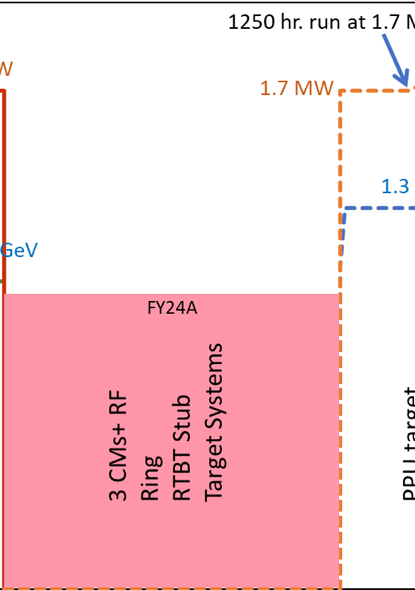 1250 hr. run at 1.7 M
W
1.7 MW
1.3
GeV
FY24A
3 CMs+ RF
Ring
RTBT Stub
Target Systems
PPU target